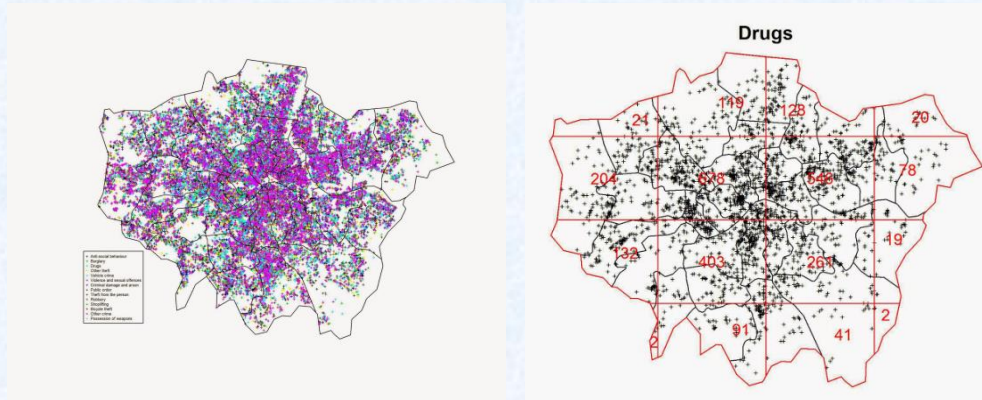 Anti-social behaviour
Burglary
Drugs
Other theft
Vehicle crime
Violence and sexual offences
Criminal damage and arson
Public order
Theft from the person
Robbery
Shoplifting
Bicycle theft
Other crime
Possession of weapons
Drugs
119
128
21
20
204
678
78
132
403
19
91
41
2
2